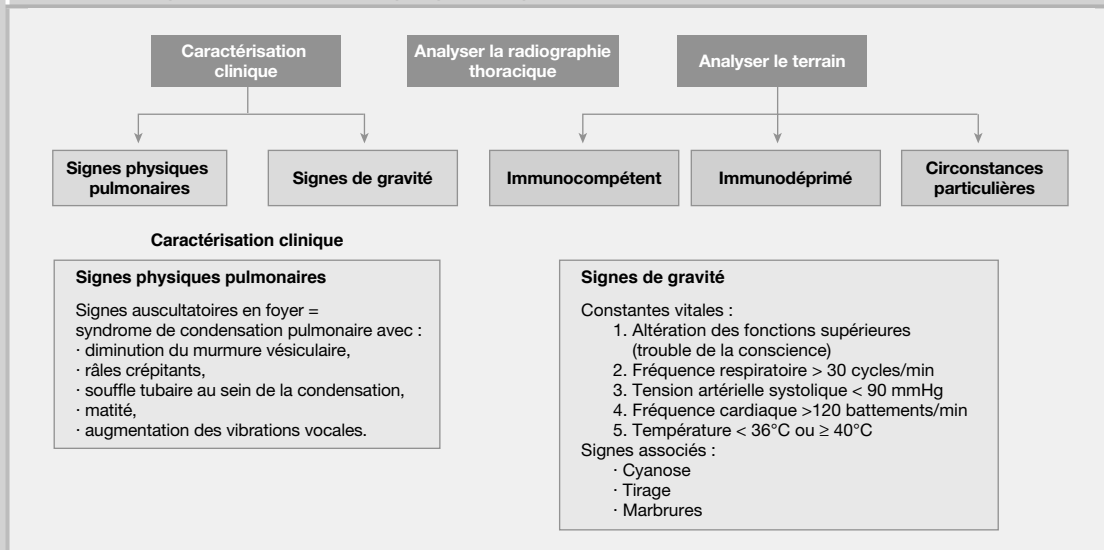 Caractérisation
clinique
Analyser la radiographie
thoracique
Analyser le terrain
Signes physiques
pulmonaires
Signes de gravité
Immunocompétent
Immunodéprimé
Circonstances
particulières
Caractérisation clinique
Signes physiques pulmonaires
Signes auscultatoires en foyer =
syndrome de condensation pulmonaire avec :
· diminution du murmure vésiculaire,
· râles crépitants,
· souffle tubaire au sein de la condensation,
· matité,
· augmentation des vibrations vocales.
Signes de gravité
Constantes vitales :
1. Altération des fonctions supérieures
(trouble de la conscience)
2. Fréquence respiratoire > 30 cycles/min
3. Tension artérielle systolique < 90 mmHg
4. Fréquence cardiaque >120 battements/min
5. Température < 36°C ou ≥ 40°C
Signes associés :
· Cyanose
· Tirage
· Marbrures